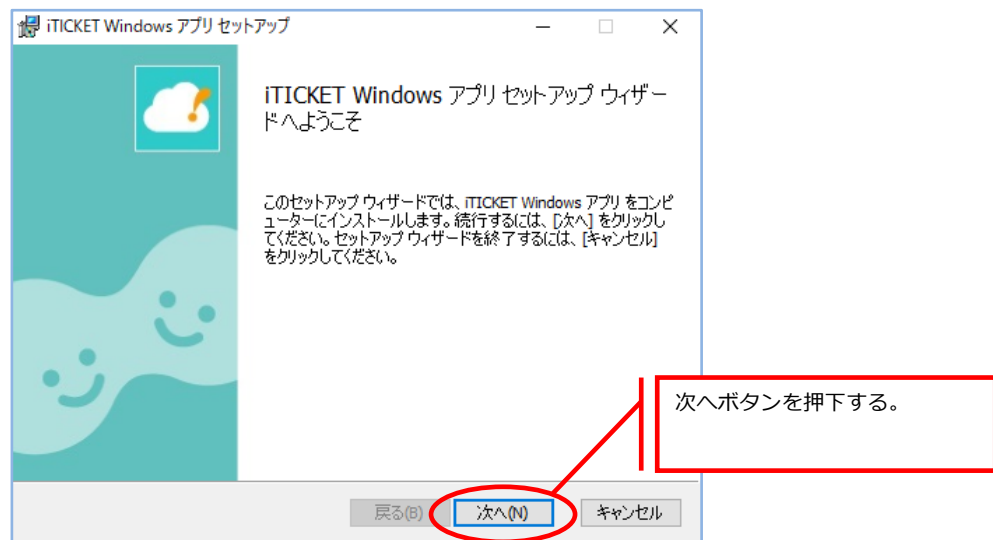 iTICKET Windows アプリ セットアップ
iTICKET Windows アプリ セットアップ ウィザー
ドへようこそ
このセットアップ ウィザードでは、iTICKET Windows アプリ をコンピ
ューターにインストールします。続行するには、[次へ] をクリックし
てください。セットアップ ウィザードを終了するには、[キャンセル]
をクリックしてください。
次へボタンを押下する。
戻る(B)
次へ(N)
キャンセル